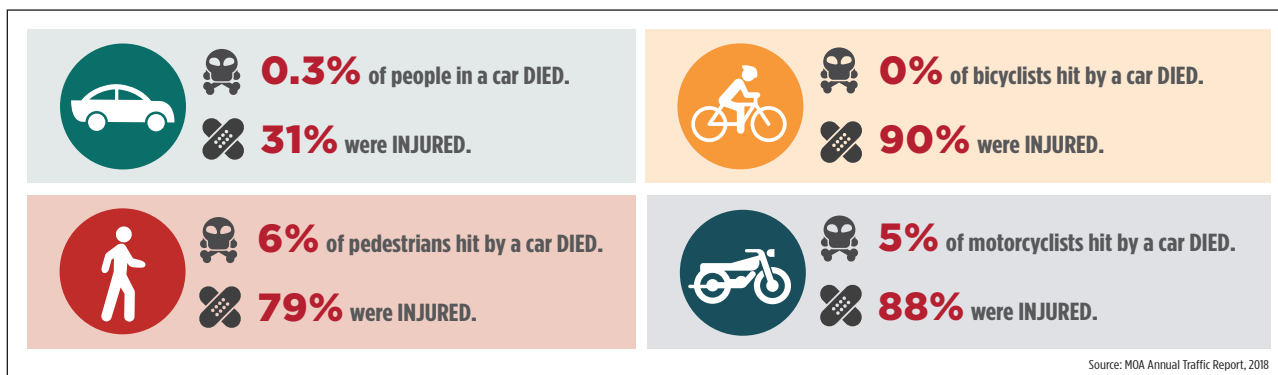 0.3% of people in a car DIED.
31% were INJURED.
0% of bicyclists hit by a car DIED.
90% were INJURED.
6% of pedestrians hit by a car DIED.
79% were INJURED.
5% of motorcyclists hit by a car DIED.
88% were INJURED.
Source: MOA Annual Traffic Report, 2018